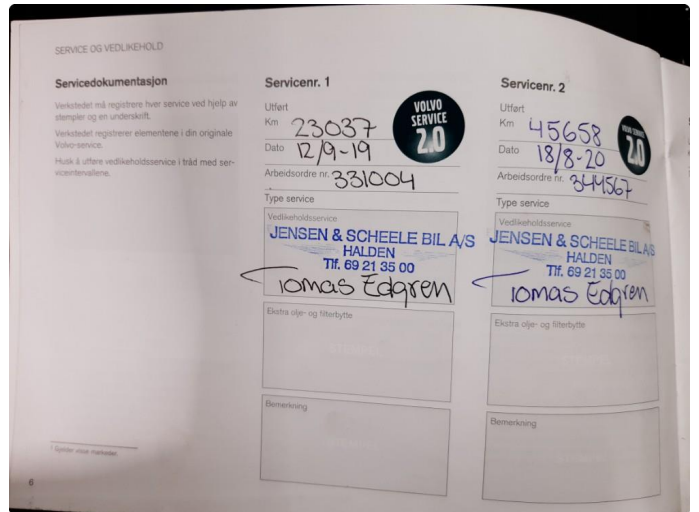 SERVICE OG VEDLIKEHOLD
Servicedokumentasjon
Verkstedet må registrere hver service ved hjelp av
stempler og en underskrift.
Verkstedet registrerer elementene i din originale
Volvo-service.
Husk å utføre vedlikeholdsservice i tråd med ser-
viceintervallene.
6
Servicenr. 1
Utført
Km 23037
Dato 12/9-19
Arbeidsordre nr. 331004
VOLVO
SERVICE
2.0
Type service
Vedlikeholdsservice
JENSEN & SCHEELE BIL A/S
HALDEN
Tlf. 69 21 35 00
Tomas Edgren
Ekstra olje- og filterbytte
Bemerkning
Servicenr. 2
Utført
Km 45658
Dato 18/8-20
Arbeidsordre nr. 344567
2.0
Type service
Vedlikeholdsservice
JENSEN & SCHEELE BIL A/S
HALDEN
Tlf. 69 21 35 00
Tomas Edgren
Ekstra olje- og filterbytte
Bemerkning